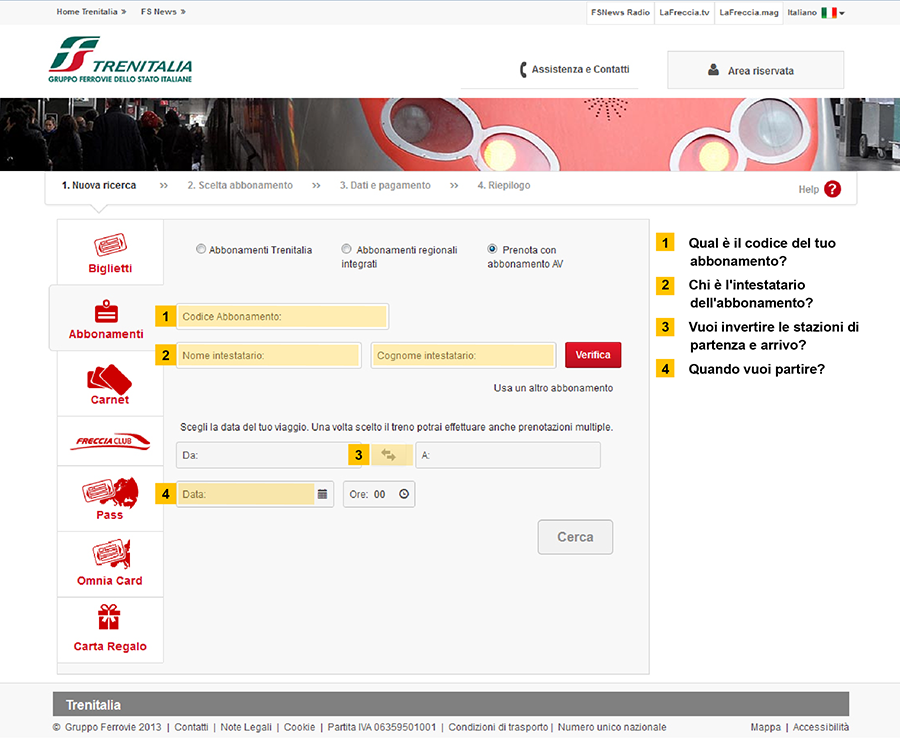 Home Trenitalia » FS News »
FSNews Radio LaFreccia.tv LaFreccia.mag Italiano
TRENITALIA
GRUPPO FERROVIE DELLO STATO ITALIANE
Assistenza e Contatti
Area riservata
1. Nuova ricerca » 2. Scelta abbonamento » 3. Dati e pagamento » 4. Riepilogo
Help ?
Biglietti
Abbonamenti
Carnet
FRECCIACLUB
Pass
Omnia Card
Carta Regalo
Abbonamenti Trenitalia
Abbonamenti regionali
integrati
Prenota con
abbonamento AV
1 Codice Abbonamento:
2 Nome intestatario: Cognome intestatario: Verifica
Usa un altro abbonamento
Scegli la data del tuo viaggio. Una volta scelto il treno potrai effettuare anche prenotazioni multiple.
Da: 3 A:
4 Data: Ore: 00
Cerca
1 Qual è il codice del tuo
abbonamento?
2 Chi è l'intestatario
dell'abbonamento?
3 Vuoi invertire le stazioni di
partenza e arrivo?
4 Quando vuoi partire?
Trenitalia
© Gruppo Ferrovie 2013 | Contatti | Note Legali | Cookie | Partita IVA 06359501001 | Condizioni di trasporto | Numero unico nazionale
Mappa | Accessibilità